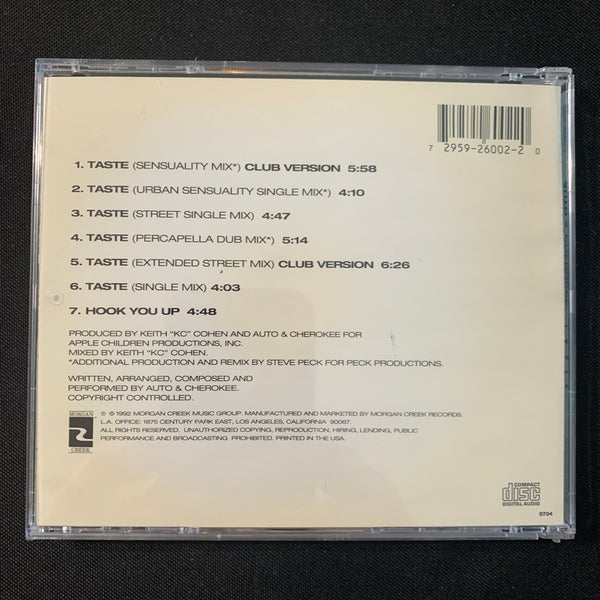 7 2959-26002-2 0
1. TASTE (SENSUALITY MIX*) CLUB VERSION 5:58
2. TASTE (URBAN SENSUALITY SINGLE MIX*) 4:10
3. TASTE (STREET SINGLE MIX) 4:47
4. TASTE (PERCAPELLA DUB MIX*) 5:14
5. TASTE (EXTENDED STREET MIX) CLUB VERSION 6:26
6. TASTE (SINGLE MIX) 4:03
7. HOOK YOU UP 4:48
PRODUCED BY KEITH "KC" COHEN AND AUTO & CHEROKEE FOR
APPLE CHILDREN PRODUCTIONS, INC.
MIXED BY KEITH "KC" COHEN.
*ADDITIONAL PRODUCTION AND REMIX BY STEVE PECK FOR PECK PRODUCTIONS.
WRITTEN, ARRANGED, COMPOSED AND
PERFORMED BY AUTO & CHEROKEE.
COPYRIGHT CONTROLLED.
MORGAN
CREEK
℗ © 1992 MORGAN CREEK MUSIC GROUP. MANUFACTURED AND MARKETED BY MORGAN CREEK RECORDS.
L.A. OFFICE: 1875 CENTURY PARK EAST, LOS ANGELES, CALIFORNIA 90067.
ALL RIGHTS RESERVED. UNAUTHORIZED COPYING, REPRODUCTION, HIRING, LENDING, PUBLIC
PERFORMANCE AND BROADCASTING PROHIBITED. PRINTED IN THE USA.
COMPACT
disc
DIGITAL AUDIO
0704